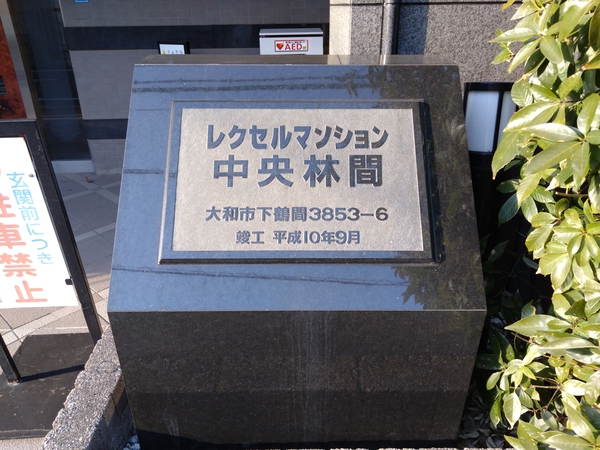 AED
レクセルマンション
中央林間
大和市下鶴間3853-6
竣工 平成10年9月
玄関前につき
駐車禁止